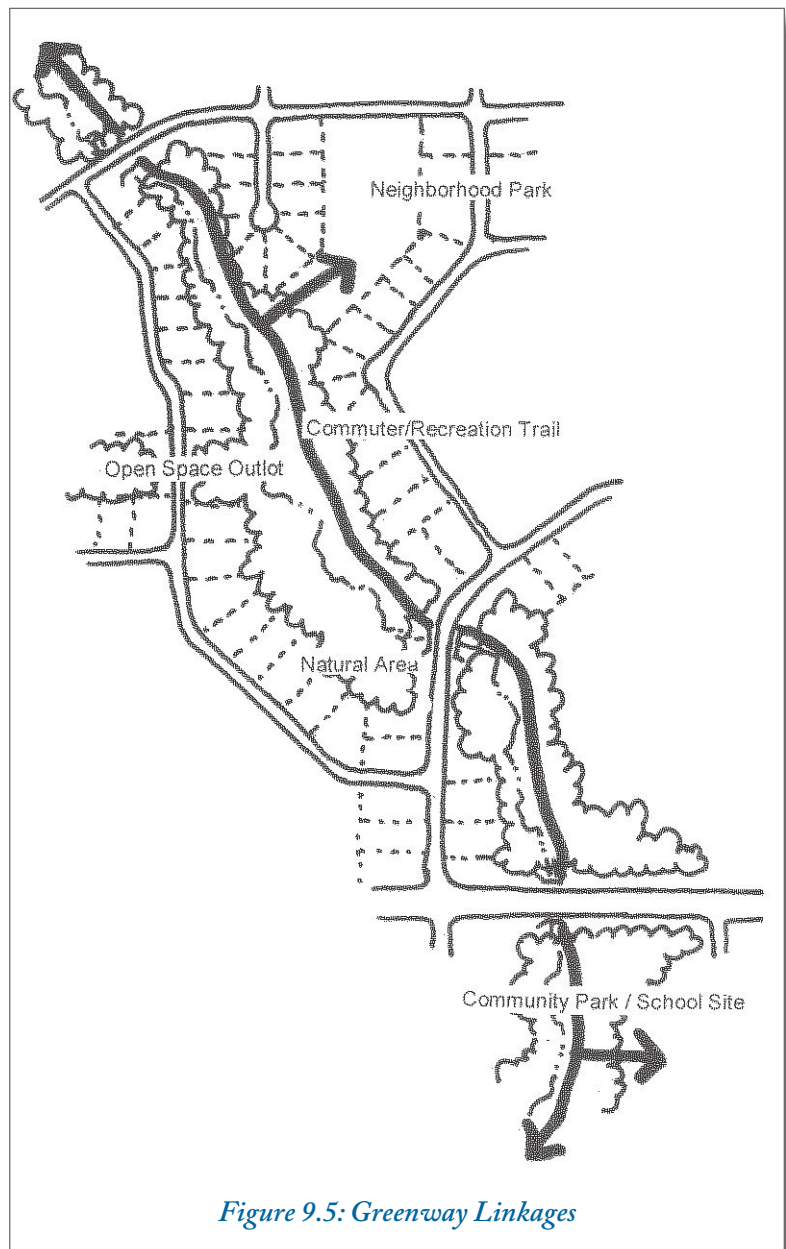 Neighborhood Park
Commuter/Recreation Trail
Open Space Outlot
Natural Area
Community Park / School Site
Figure 9.5: Greenway Linkages